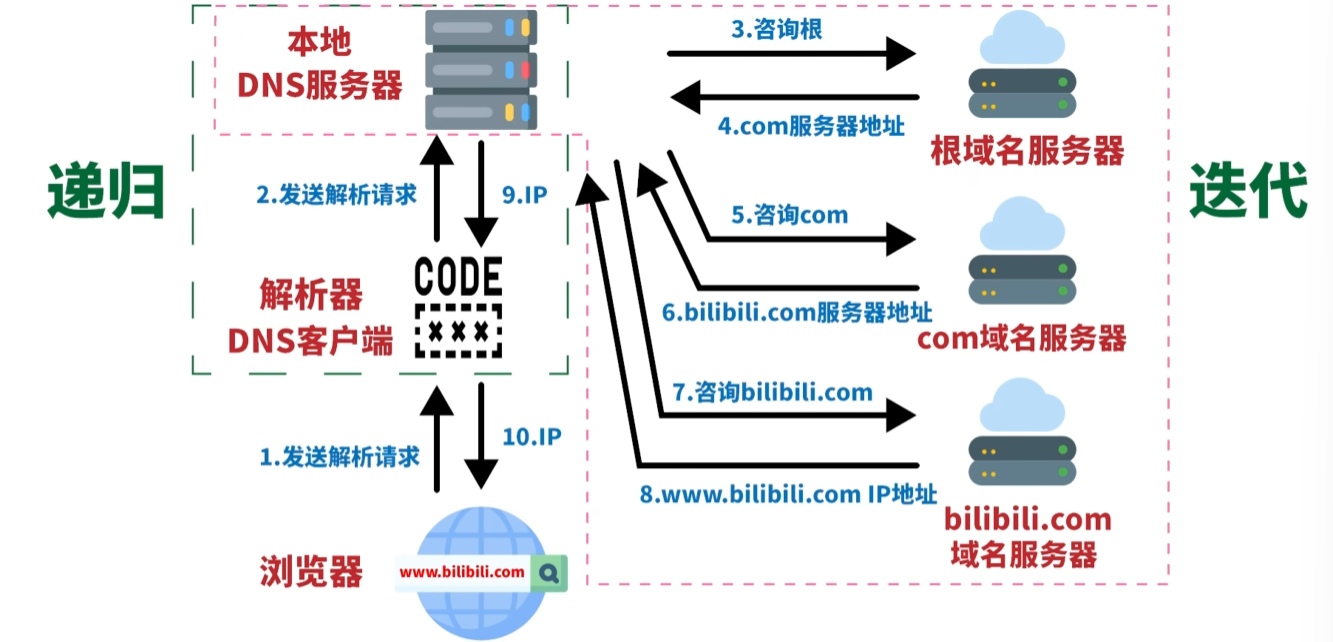 本地
DNS服务器
3.咨询根
4.com服务器地址
根域名服务器
递归
迭代
2.发送解析请求
9.IP
5.咨询com
CODE
×××
解析器
DNS客户端
6.bilibili.com服务器地址
com域名服务器
7.咨询bilibili.com
1.发送解析请求
10.IP
8.www.bilibili.com IP地址
bilibili.com
域名服务器
浏览器
www.bilibili.com